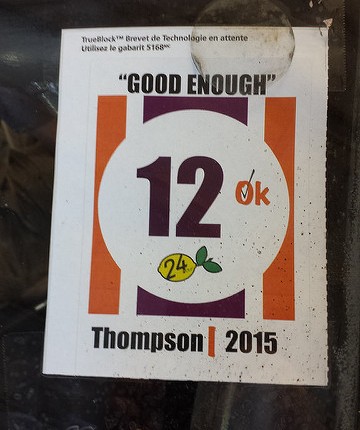 TrueBlock™ Brevet de Technologie en attente
Utilisez le gabarit 5168ᴹᶜ
“GOOD ENOUGH”
12
Ok
24
Thompson| 2015